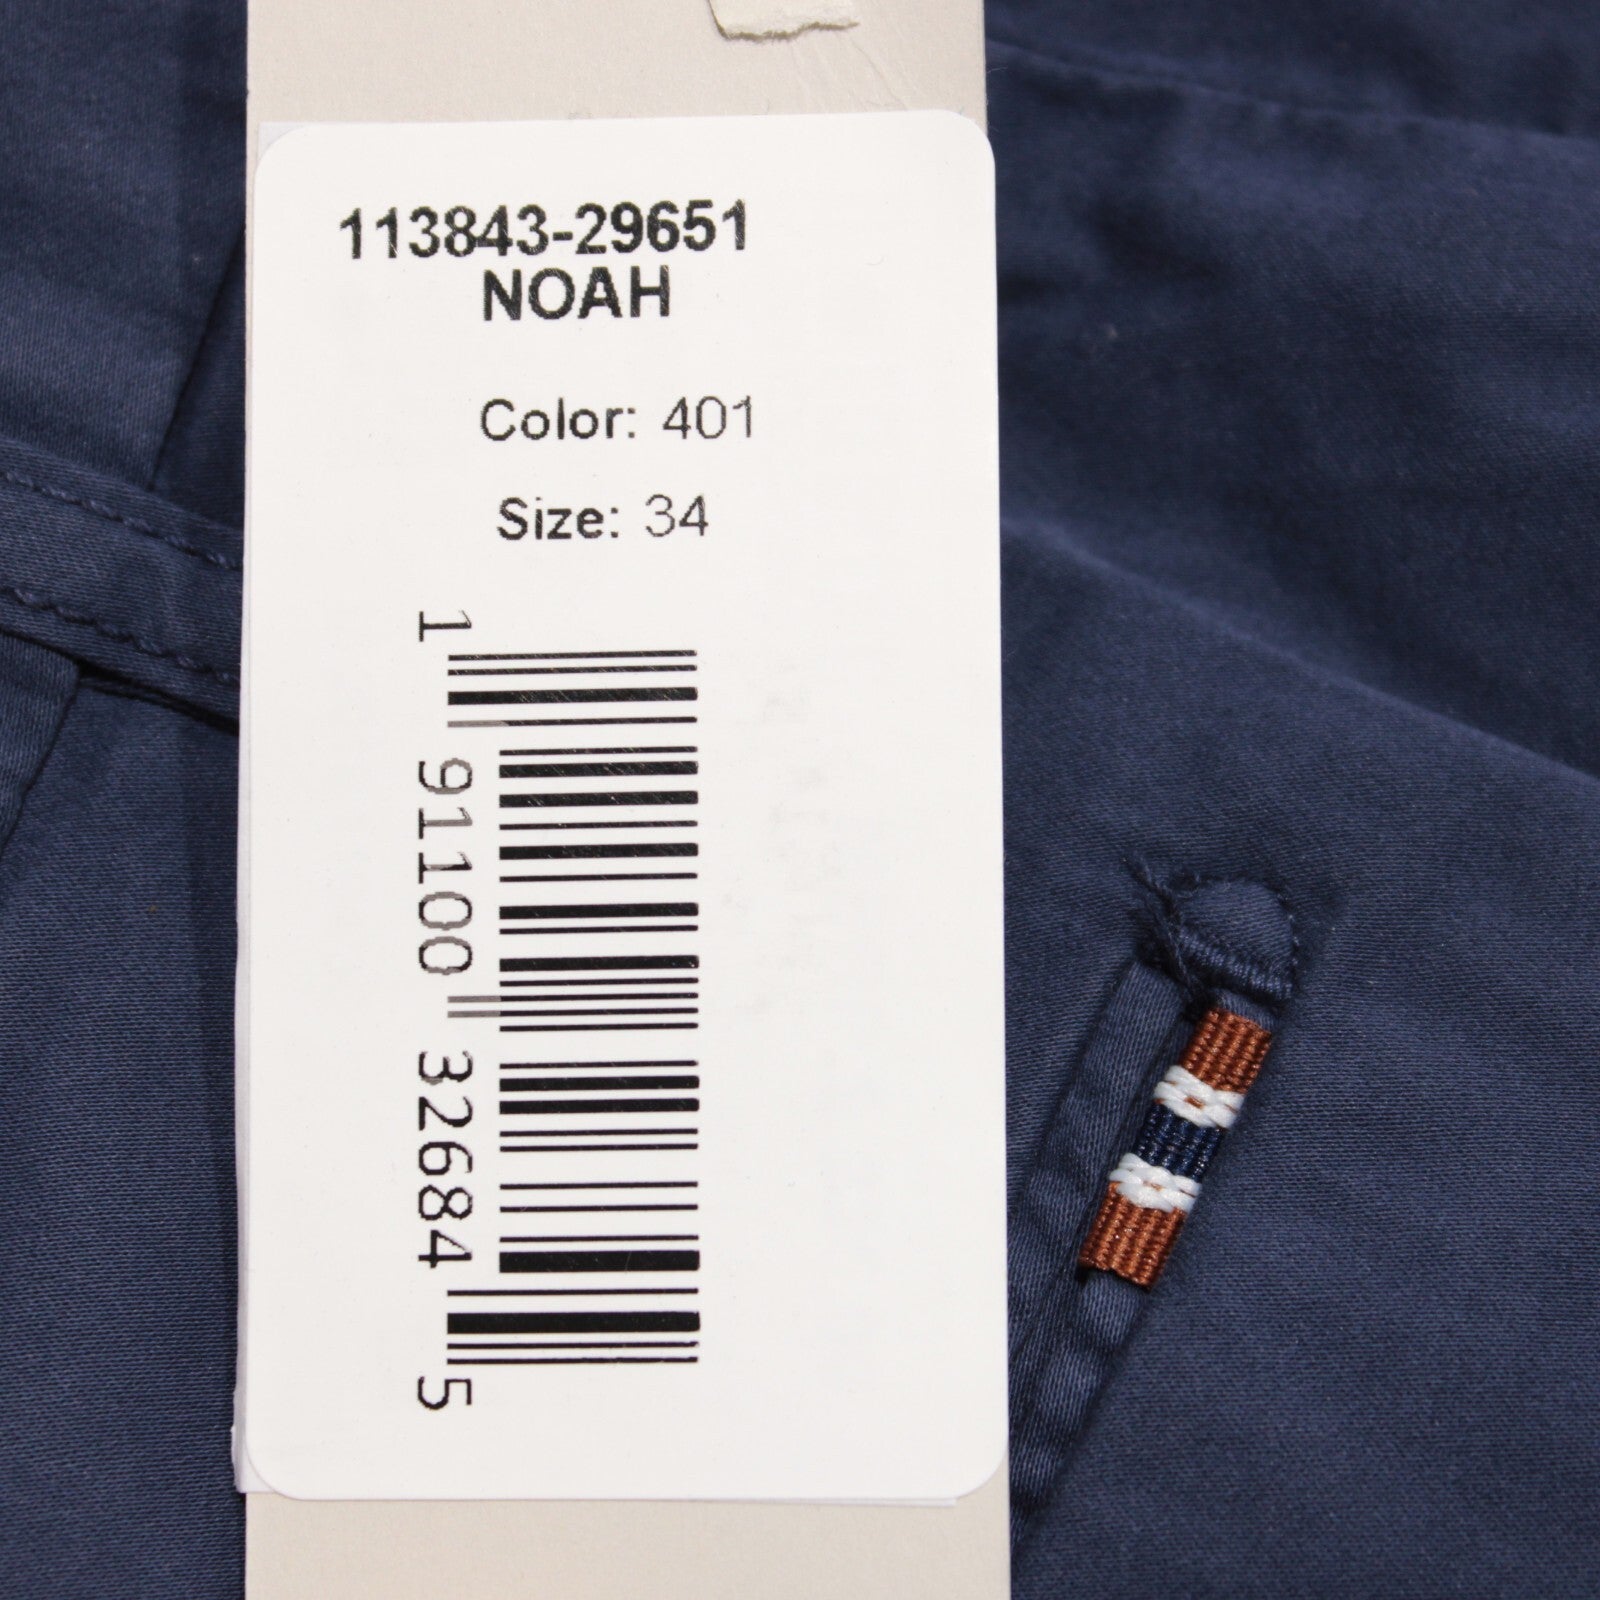 113843-29651
NOAH
Color: 401
Size: 34
1 91100 32684 5